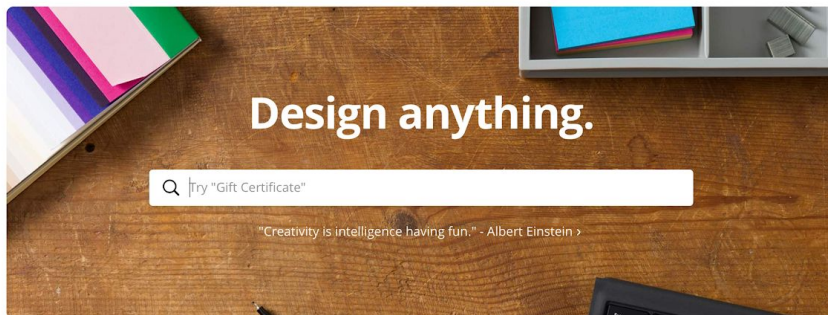 Design anything.
Try "Gift Certificate"
"Creativity is intelligence having fun." - Albert Einstein ›